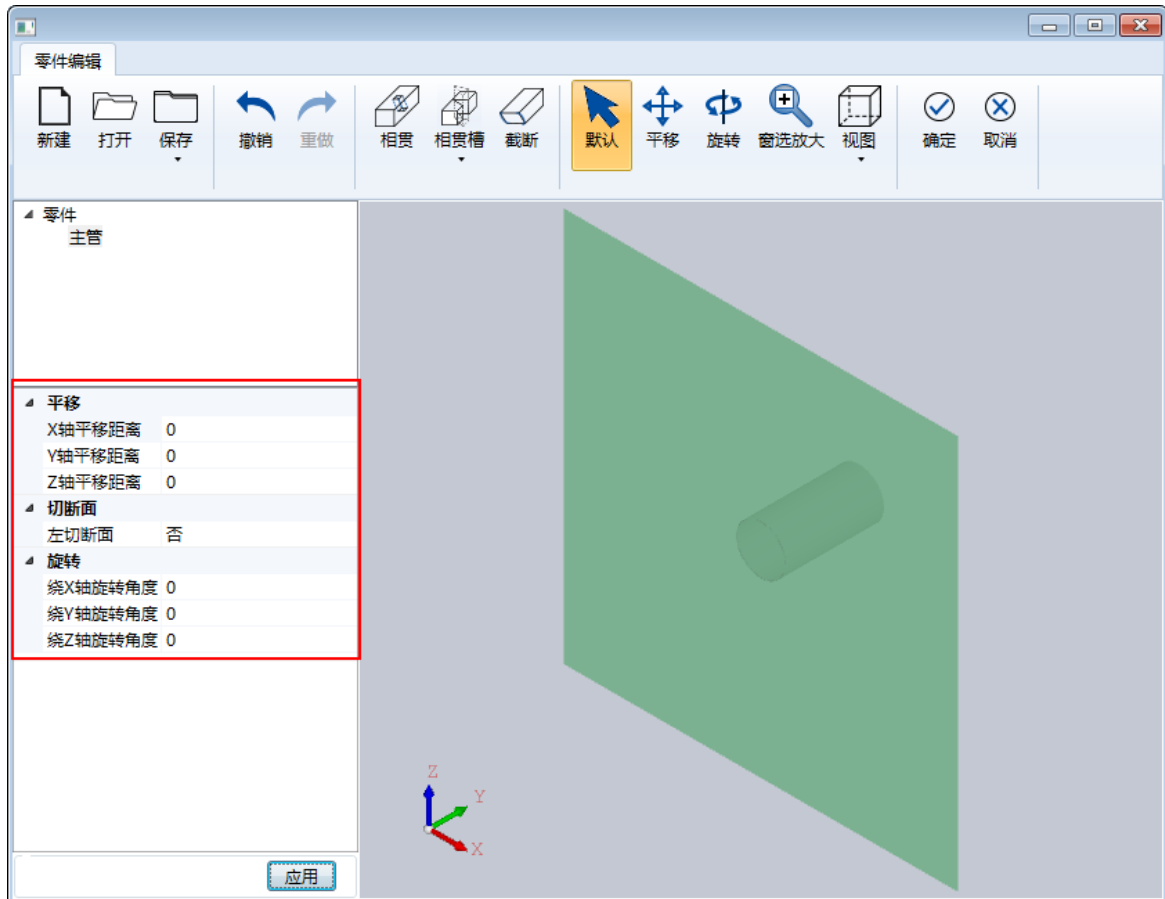 零件编辑
新建 打开 保存 撤销 重做 相贯 相贯槽 截断 默认 平移 旋转 窗选放大 视图 确定 取消
零件
主管
平移
X轴平移距离 0
Y轴平移距离 0
Z轴平移距离 0
切断面
左切断面 否
旋转
绕X轴旋转角度 0
绕Y轴旋转角度 0
绕Z轴旋转角度 0
Z
Y
X
应用